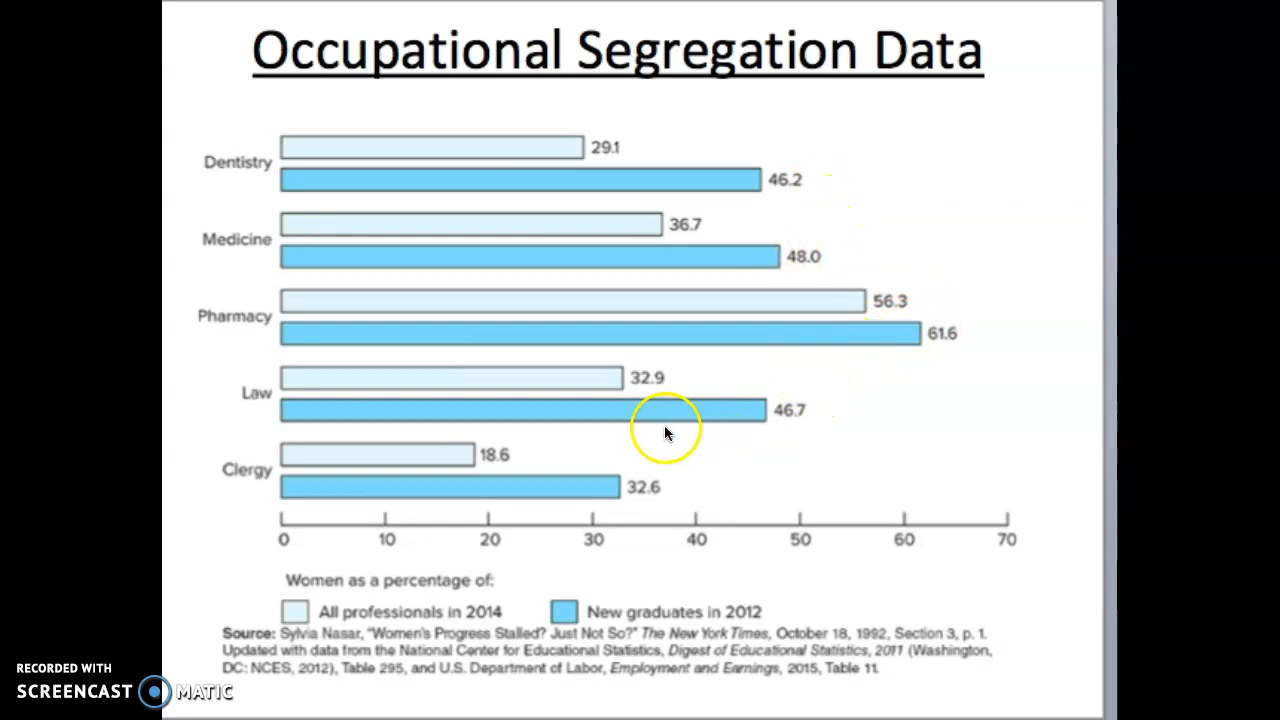 Occupational Segregation Data
Dentistry
29.1
46.2
Medicine
36.7
48.0
Pharmacy
56.3
61.6
Law
32.9
46.7
Clergy
18.6
32.6
0 10 20 30 40 50 60 70
Women as a percentage of:
All professionals in 2014 New graduates in 2012
Source: Sylvia Nasar, "Women's Progress Stalled? Just Not So?" The New York Times, October 18, 1992, Section 3, p. 1.
Updated with data from the National Center for Educational Statistics, Digest of Educational Statistics, 2011 (Washington,
DC: NCES, 2012), Table 295, and U.S. Department of Labor, Employment and Earnings, 2015, Table 11.
RECORDED WITH
SCREENCAST MATIC